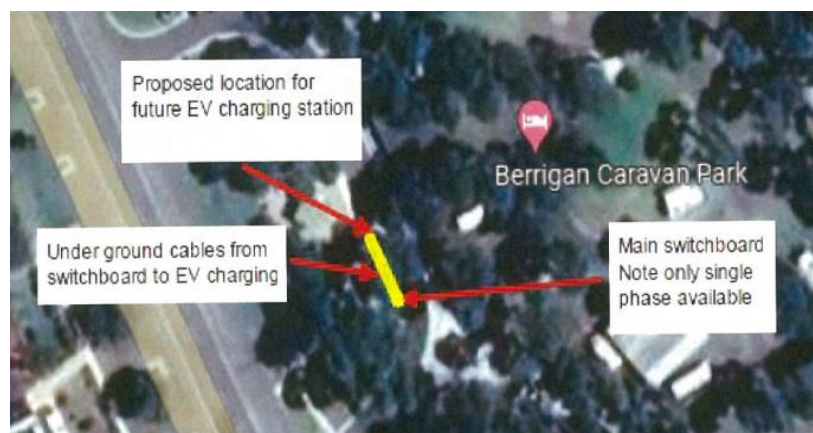 Proposed location for
future EV charging station
Berrigan Caravan Park
Under ground cables from
switchboard to EV charging
Main switchboard
Note only single
phase available